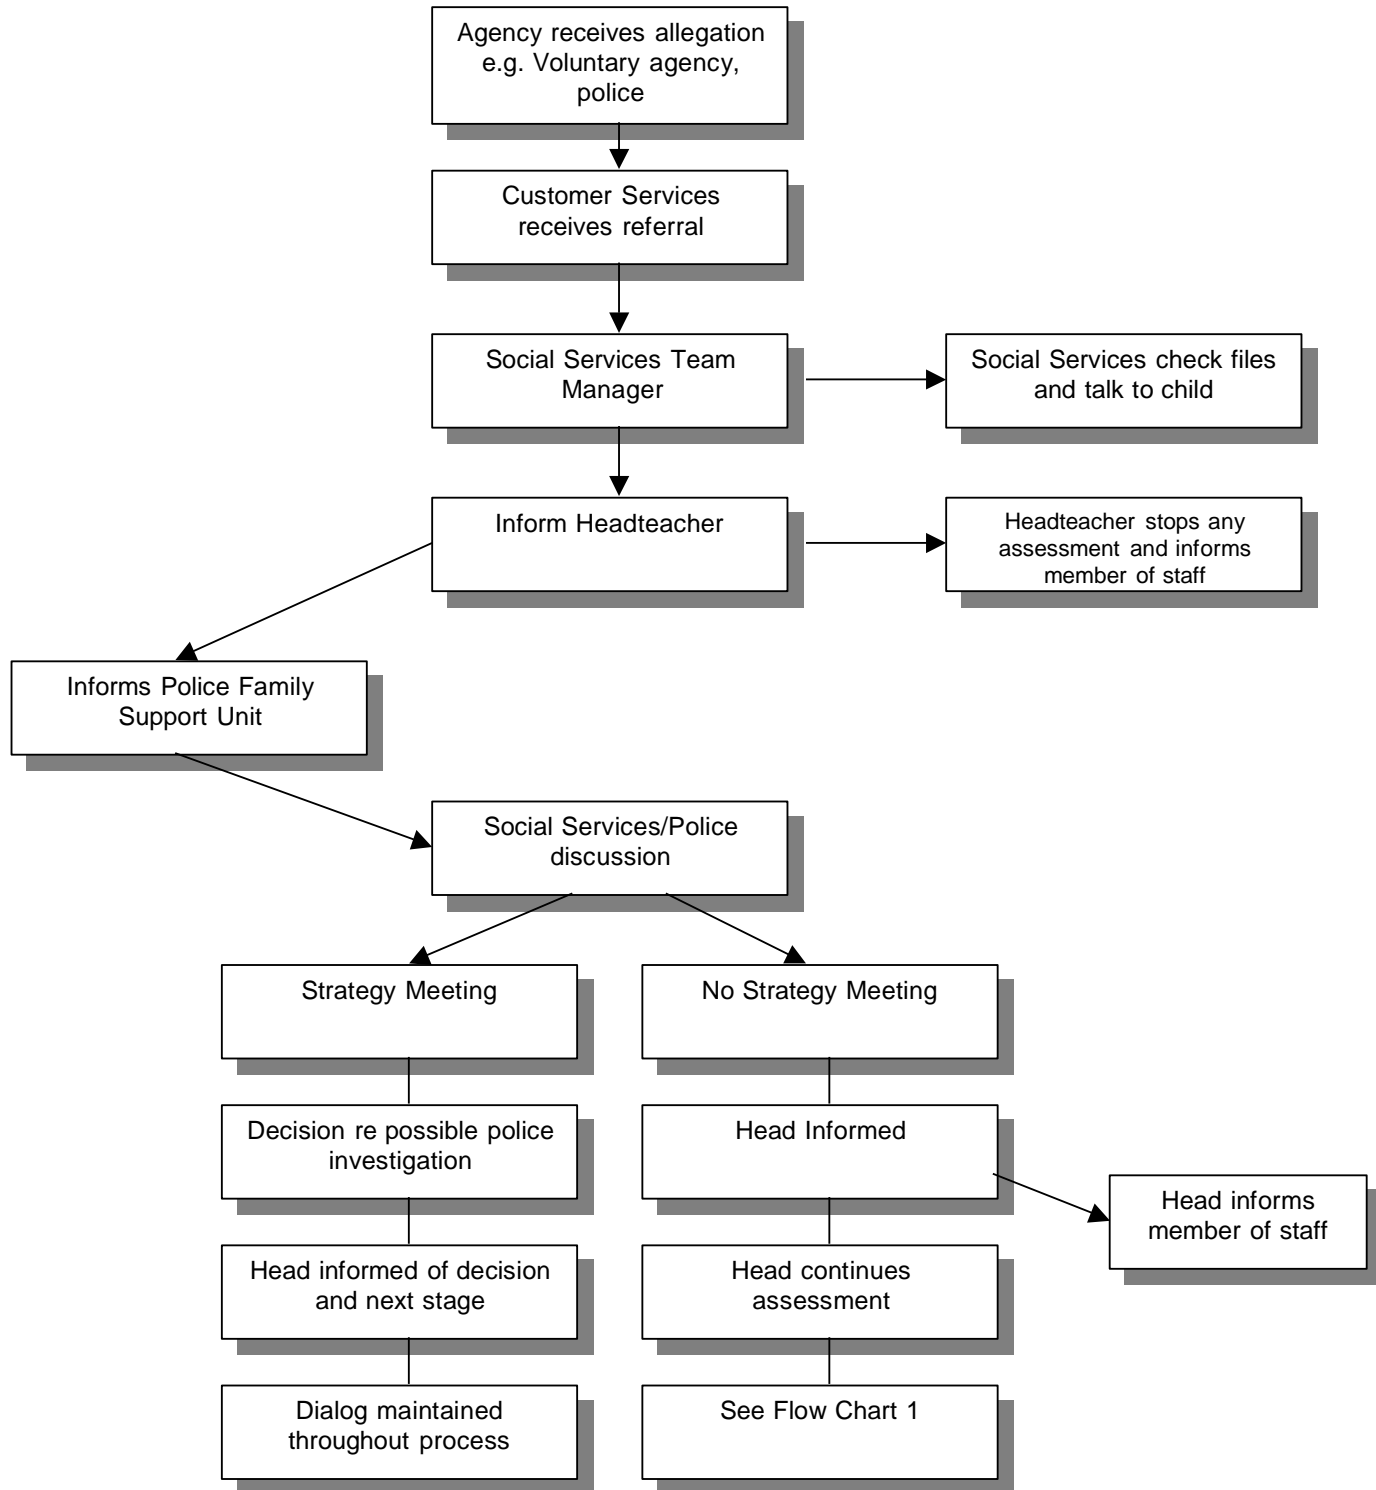 Agency receives allegation
e.g. Voluntary agency,
police
Customer Services
receives referral
Social Services Team
Manager
Social Services check files
and talk to child
Inform Headteacher
Headteacher stops any
assessment and informs
member of staff
Informs Police Family
Support Unit
Social Services/Police
discussion
Strategy Meeting
No Strategy Meeting
Decision re possible police
investigation
Head Informed
Head informs
member of staff
Head informed of decision
and next stage
Head continues
assessment
Dialog maintained
throughout process
See Flow Chart 1